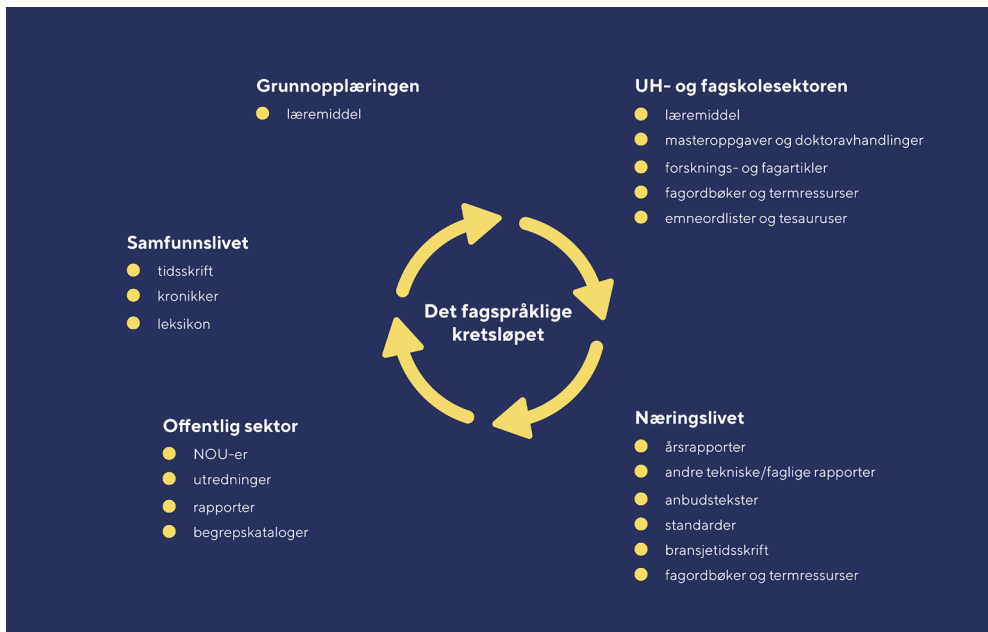 Grunnopplæringen
læremiddel
UH- og fagskolesektoren
læremiddel
masteroppgaver og doktoravhandlinger
forsknings- og fagartikler
fagordbøker og termressurser
emneordlister og tesauruser
Samfunnslivet
tidsskrift
kronikker
leksikon
Det fagspråklige
kretsløpet
Offentlig sektor
NOU-er
utredninger
rapporter
begrepskataloger
Næringslivet
årsrapporter
andre tekniske/faglige rapporter
anbudstekster
standarder
bransjetidsskrift
fagordbøker og termressurser